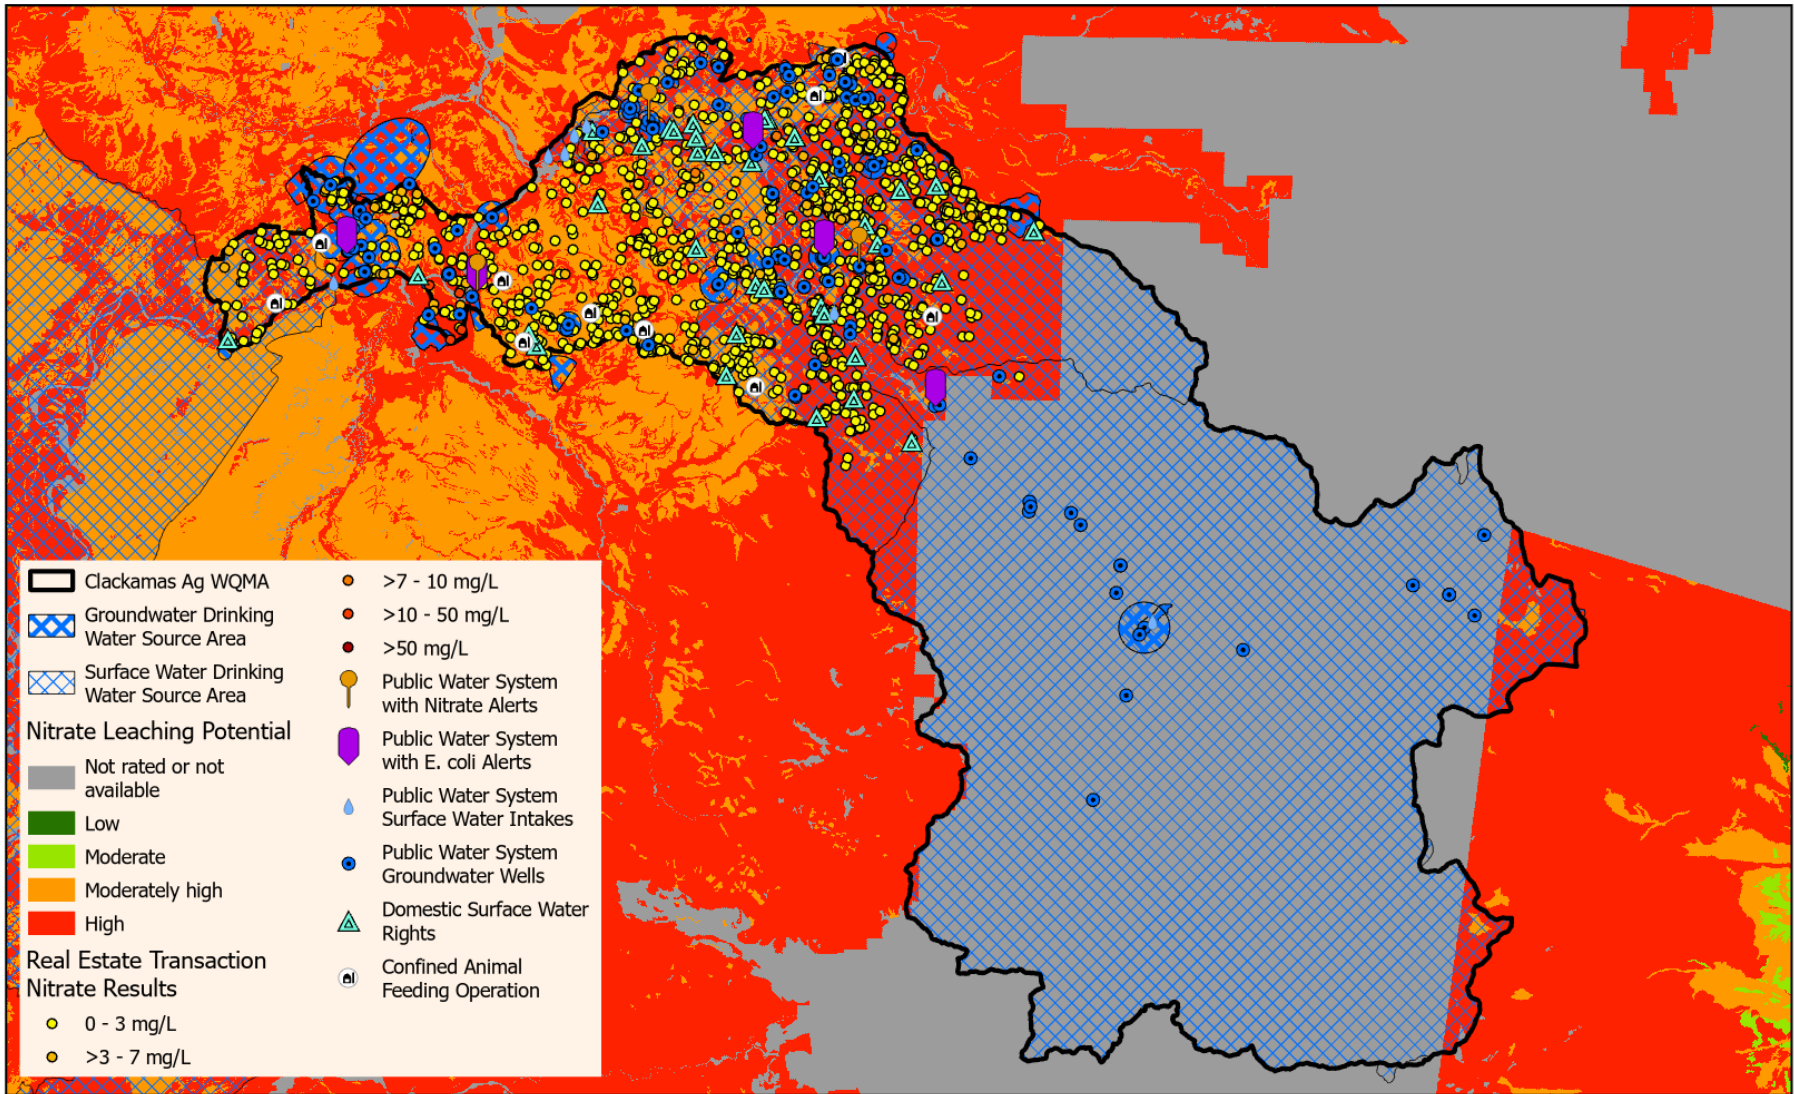 Clackamas Ag WQMA
Groundwater Drinking
Water Source Area
Surface Water Drinking
Water Source Area
Nitrate Leaching Potential
Not rated or not
available
Low
Moderate
Moderately high
High
Real Estate Transaction
Nitrate Results
0 - 3 mg/L
>3 - 7 mg/L
>7 - 10 mg/L
>10 - 50 mg/L
>50 mg/L
Public Water System
with Nitrate Alerts
Public Water System
with E. coli Alerts
Public Water System
Surface Water Intakes
Public Water System
Groundwater Wells
Domestic Surface Water
Rights
Confined Animal
Feeding Operation